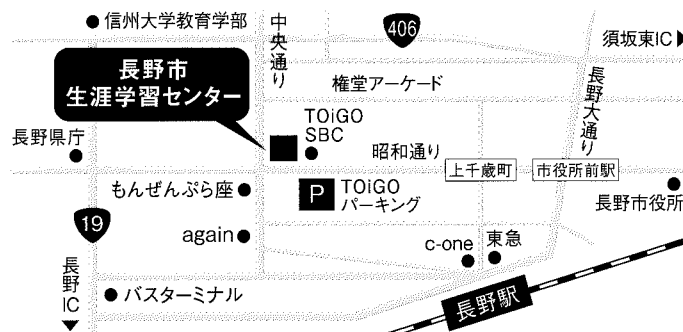 信州大学教育学部
中央通り
406
須坂東IC
長野市
生涯学習センター
権堂アーケード
長野大通り
TOiGO
SBC
昭和通り
長野県庁
上千歳町
市役所前駅
もんぜんぷら座
P
TOiGO
パーキング
長野市役所
19
again
c-one
東急
長野IC
バスターミナル
長野駅